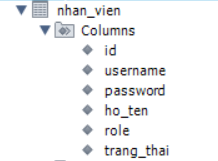 nhan_vien
Columns
id
username
password
ho_ten
role
trang_thai